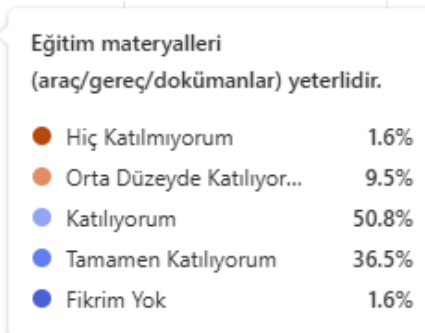 Eğitim materyalleri
(araç/gereç/dokümanlar) yeterlidir.
Hiç Katılmıyorum 1.6%
Orta Düzeyde Katılıyor... 9.5%
Katılıyorum 50.8%
Tamamen Katılıyorum 36.5%
Fikrim Yok 1.6%